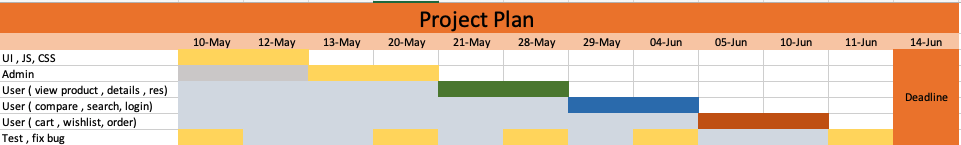 Project Plan
10-May 12-May 13-May 20-May 21-May 28-May 29-May 04-Jun 05-Jun 10-Jun 11-Jun 14-Jun
UI , JS, CSS
Admin
User ( view product , details , res)
User ( compare , search, login)
User ( cart , wishlist, order)
Test , fix bug
Deadline